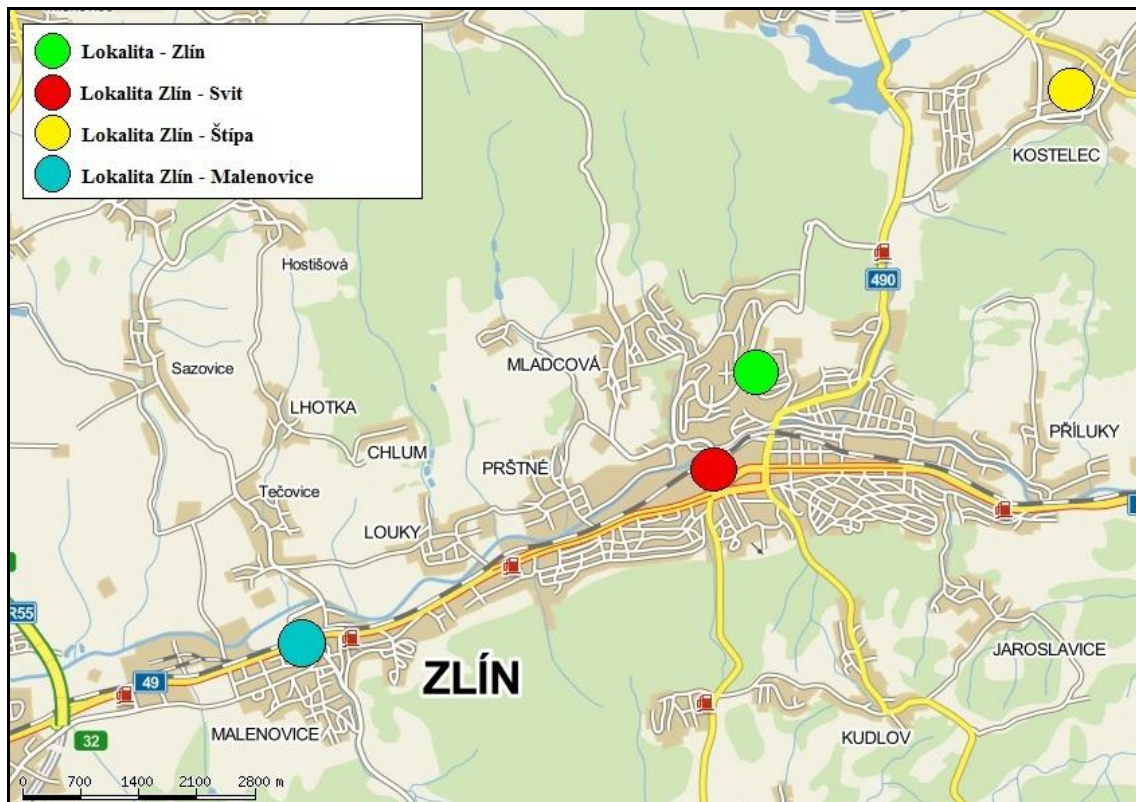 Lokalita - Zlín
Lokalita Zlín - Svit
Lokalita Zlín - Štípa
Lokalita Zlín - Malenovice
KOSTELEC
Hostišová
490
MLADCOVÁ
Sazovice
LHOTKA
CHLUM
PRŠTNÉ
PŘÍLUKY
Tečovice
LOUKY
R55
ZLÍN
JAROSLAVICE
49
MALENOVICE
KUDLOV
32
0 700 1400 2100 2800 m